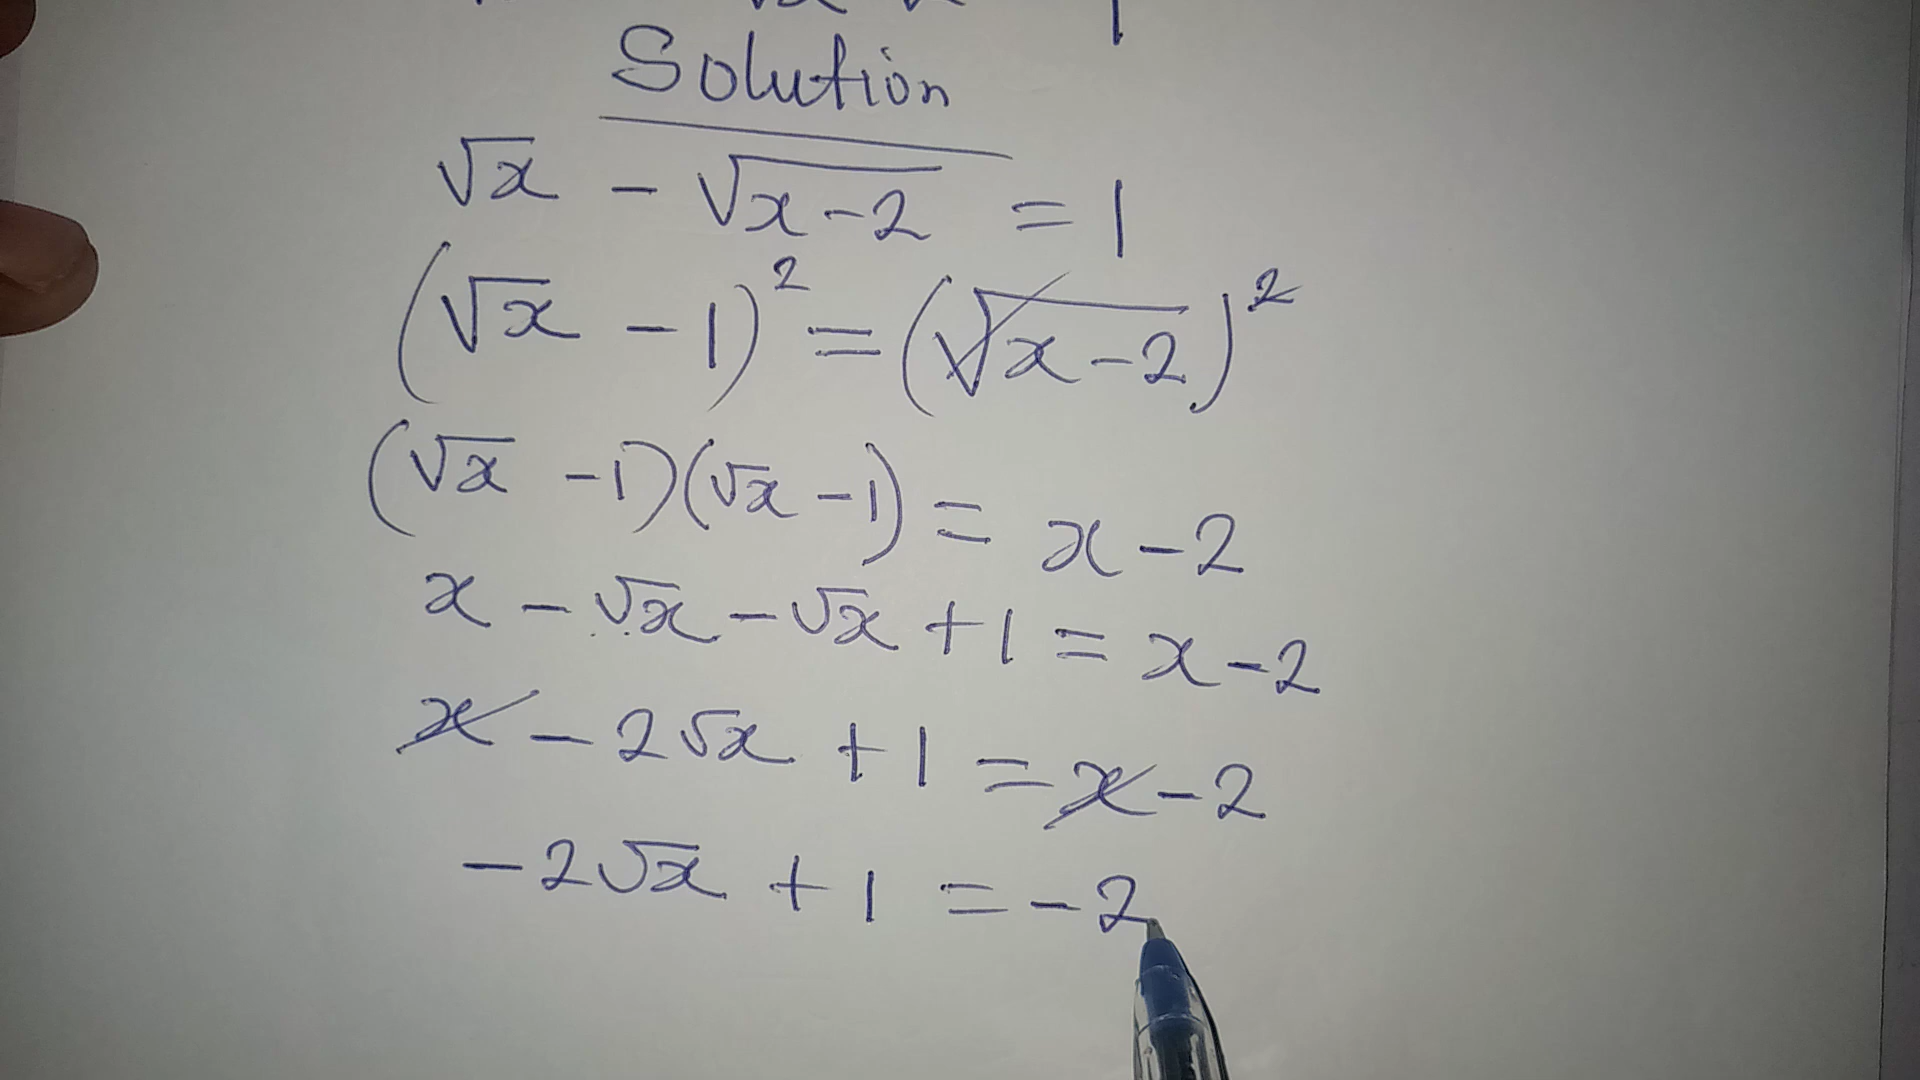 Solution
√x - √(x-2) = 1
(√x - 1)² = (√(x-2))²
(√x - 1)(√x - 1) = x - 2
x - √x - √x + 1 = x - 2
x - 2√x + 1 = x - 2
-2√x + 1 = -2